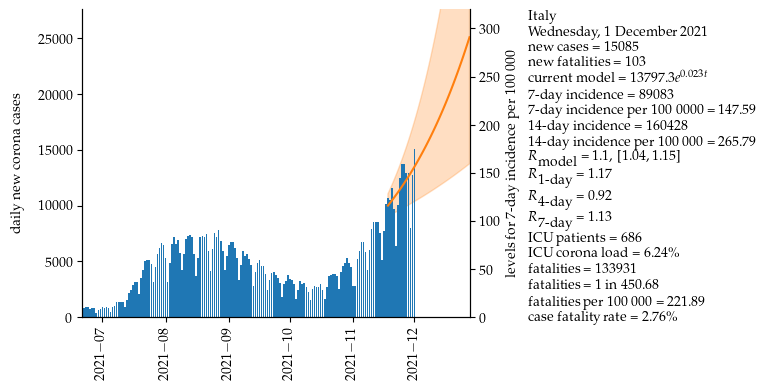 daily new corona cases
25000
20000
15000
10000
5000
0
2021−07
2021−08
2021−09
2021−10
2021−11
2021−12
300
250
200
150
100
50
0
levels for 7-day incidence per 100 000
Italy
Wednesday, 1 December 2021
new cases = 15085
new fatalities = 103
current model = 13797.3e^0.023t
7-day incidence = 89083
7-day incidence per 100 0000 = 147.59
14-day incidence = 160428
14-day incidence per 100 000 = 265.79
R model = 1.1, [1.04, 1.15]
R 1-day = 1.17
R 4-day = 0.92
R 7-day = 1.13
ICU patients = 686
ICU corona load = 6.24%
fatalities = 133931
fatalities = 1 in 450.68
fatalities per 100 000 = 221.89
case fatality rate = 2.76%